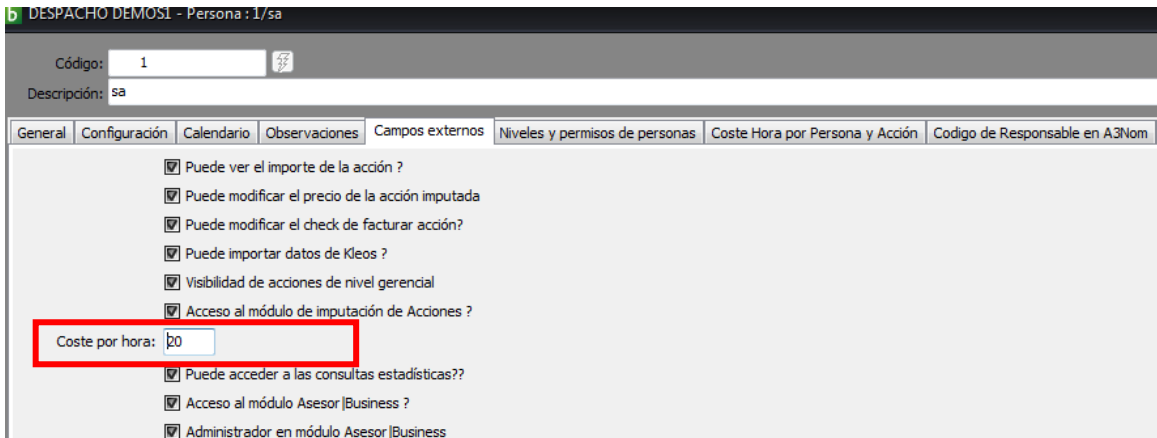 b DESPACHO DEMOS1 - Persona : 1/sa
Código: 1
Descripción: sa
General Configuración Calendario Observaciones Campos externos Niveles y permisos de personas Coste Hora por Persona y Acción Codigo de Responsable en A3Nom
Puede ver el importe de la acción ?
Puede modificar el precio de la acción imputada
Puede modificar el check de facturar acción?
Puede importar datos de Kleos ?
Visibilidad de acciones de nivel gerencial
Acceso al módulo de imputación de Acciones ?
Coste por hora: 20
Puede acceder a las consultas estadísticas??
Acceso al módulo Asesor|Business ?
Administrador en módulo Asesor|Business